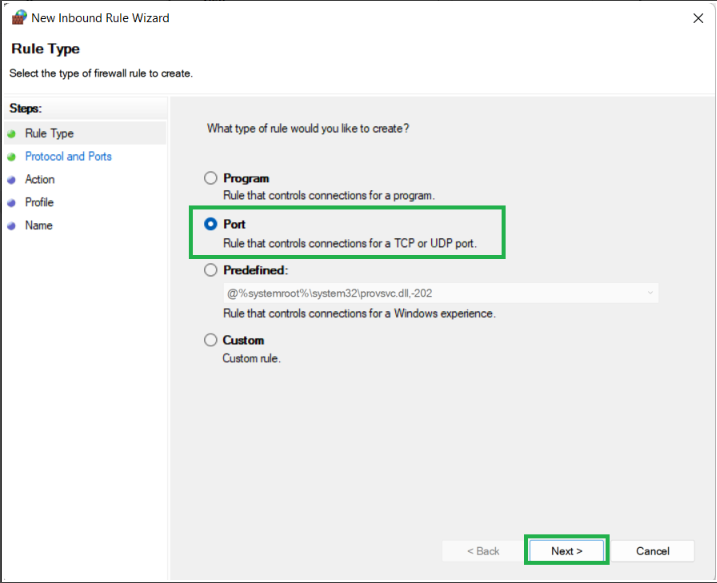 New Inbound Rule Wizard
Rule Type
Select the type of firewall rule to create.
Steps:
Rule Type
Protocol and Ports
Action
Profile
Name
What type of rule would you like to create?
Program
Rule that controls connections for a program.
Port
Rule that controls connections for a TCP or UDP port.
Predefined:
@%systemroot%\system32\provsvc.dll,-202
Rule that controls connections for a Windows experience.
Custom
Custom rule.
< Back Next > Cancel